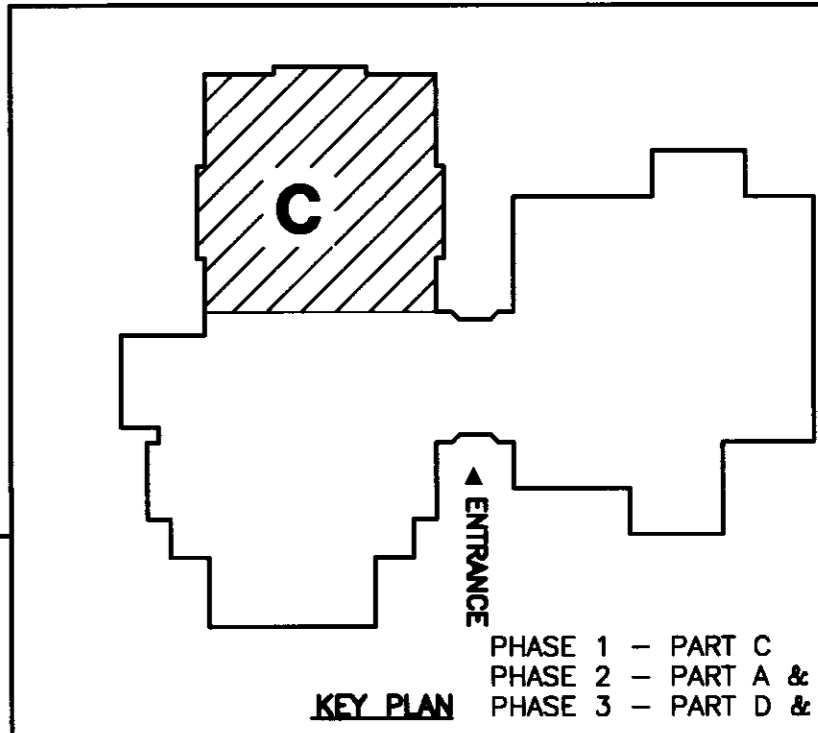 C
▲ ENTRANCE
PHASE 1 – PART C
PHASE 2 – PART A &
PHASE 3 – PART D &
KEY PLAN